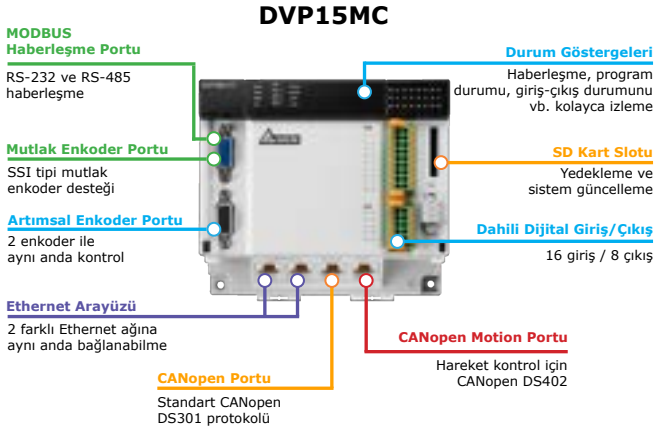 DVP15MC
MODBUS
Haberleşme Portu
RS-232 ve RS-485
haberleşme
Mutlak Enkoder Portu
SSI tipi mutlak
enkoder desteği
Artımsal Enkoder Portu
2 enkoder ile
aynı anda kontrol
Ethernet Arayüzü
2 farklı Ethernet ağına
aynı anda bağlanabilme
CANopen Portu
Standart CANopen
DS301 protokolü
Durum Göstergeleri
Haberleşme, program
durumu, giriş-çıkış durumunu
vb. kolayca izleme
SD Kart Slotu
Yedekleme ve
sistem güncelleme
Dahili Dijital Giriş/Çıkış
16 giriş / 8 çıkış
CANopen Motion Portu
Hareket kontrol için
CANopen DS402